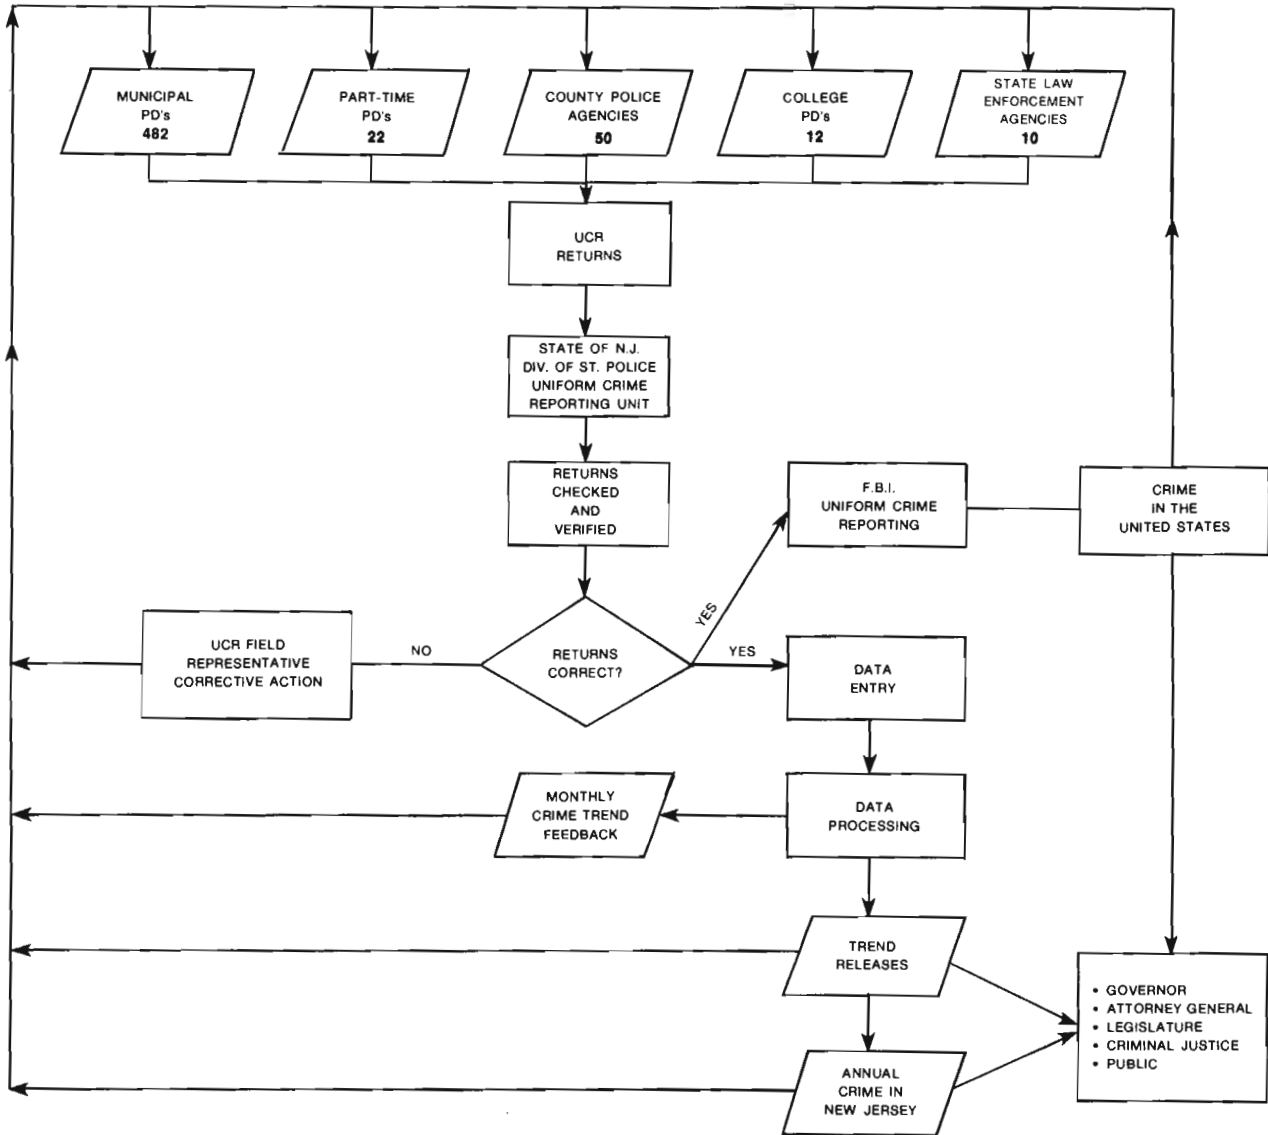 MUNICIPAL
PD's
482
PART-TIME
PD's
22
COUNTY POLICE
AGENCIES
50
COLLEGE
PD's
12
STATE LAW
ENFORCEMENT
AGENCIES
10
UCR
RETURNS
STATE OF N.J.
DIV. OF ST. POLICE
UNIFORM CRIME
REPORTING UNIT
RETURNS
CHECKED
AND
VERIFIED
F.B.I.
UNIFORM CRIME
REPORTING
CRIME
IN THE
UNITED STATES
YES
UCR FIELD
REPRESENTATIVE
CORRECTIVE ACTION
NO
RETURNS
CORRECT?
YES
DATA
ENTRY
MONTHLY
CRIME TREND
FEEDBACK
DATA
PROCESSING
TREND
RELEASES
• GOVERNOR
• ATTORNEY GENERAL
• LEGISLATURE
• CRIMINAL JUSTICE
• PUBLIC
ANNUAL
CRIME IN
NEW JERSEY